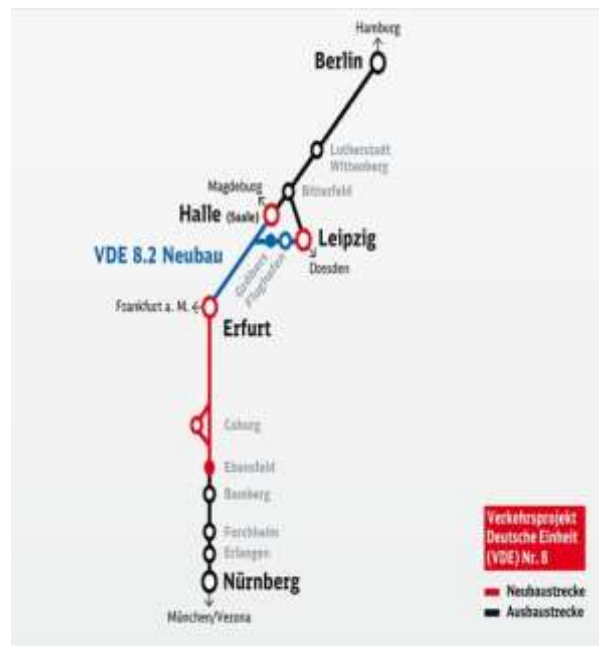 Hamburg
Berlin
Lutherstadt
Wittenberg
Bitterfeld
Magdeburg
Halle (Saale)
Leipzig
Dresden
VDE 8.2 Neubau
Gröbers
Flughafen
Frankfurt a. M.
Erfurt
Coburg
Ebensfeld
Bamberg
Forchheim
Erlangen
Nürnberg
München/Verona
Verkehrsprojekt
Deutsche Einheit
(VDE) Nr. 8
Neubaustrecke
Ausbaustrecke